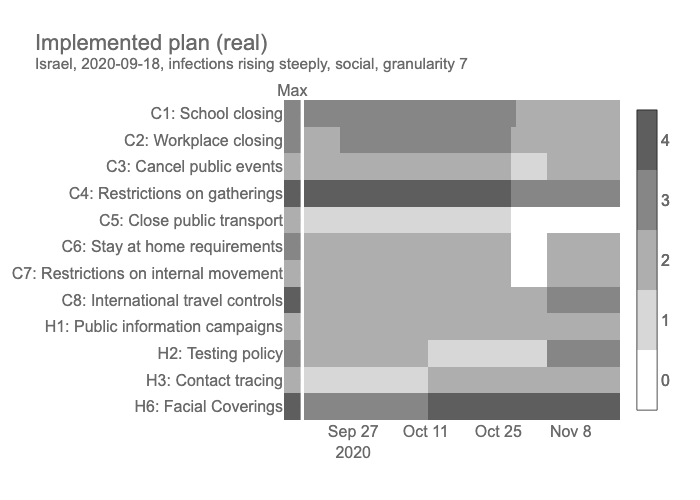 Implemented plan (real)
Israel, 2020-09-18, infections rising steeply, social, granularity 7
Max
C1: School closing
C2: Workplace closing
C3: Cancel public events
C4: Restrictions on gatherings
C5: Close public transport
C6: Stay at home requirements
C7: Restrictions on internal movement
C8: International travel controls
H1: Public information campaigns
H2: Testing policy
H3: Contact tracing
H6: Facial Coverings
4
3
2
1
0
Sep 27 Oct 11 Oct 25 Nov 8
2020